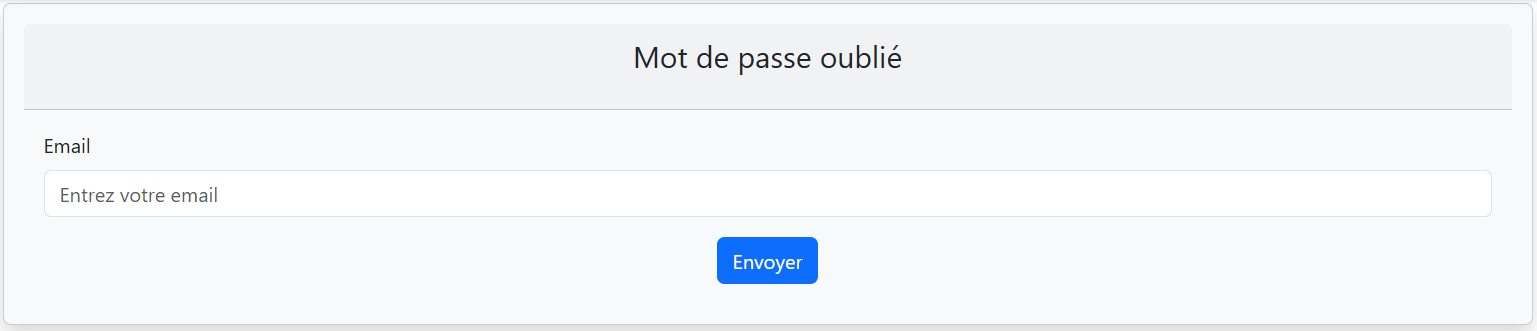 Mot de passe oublié
Email
Entrez votre email
Envoyer